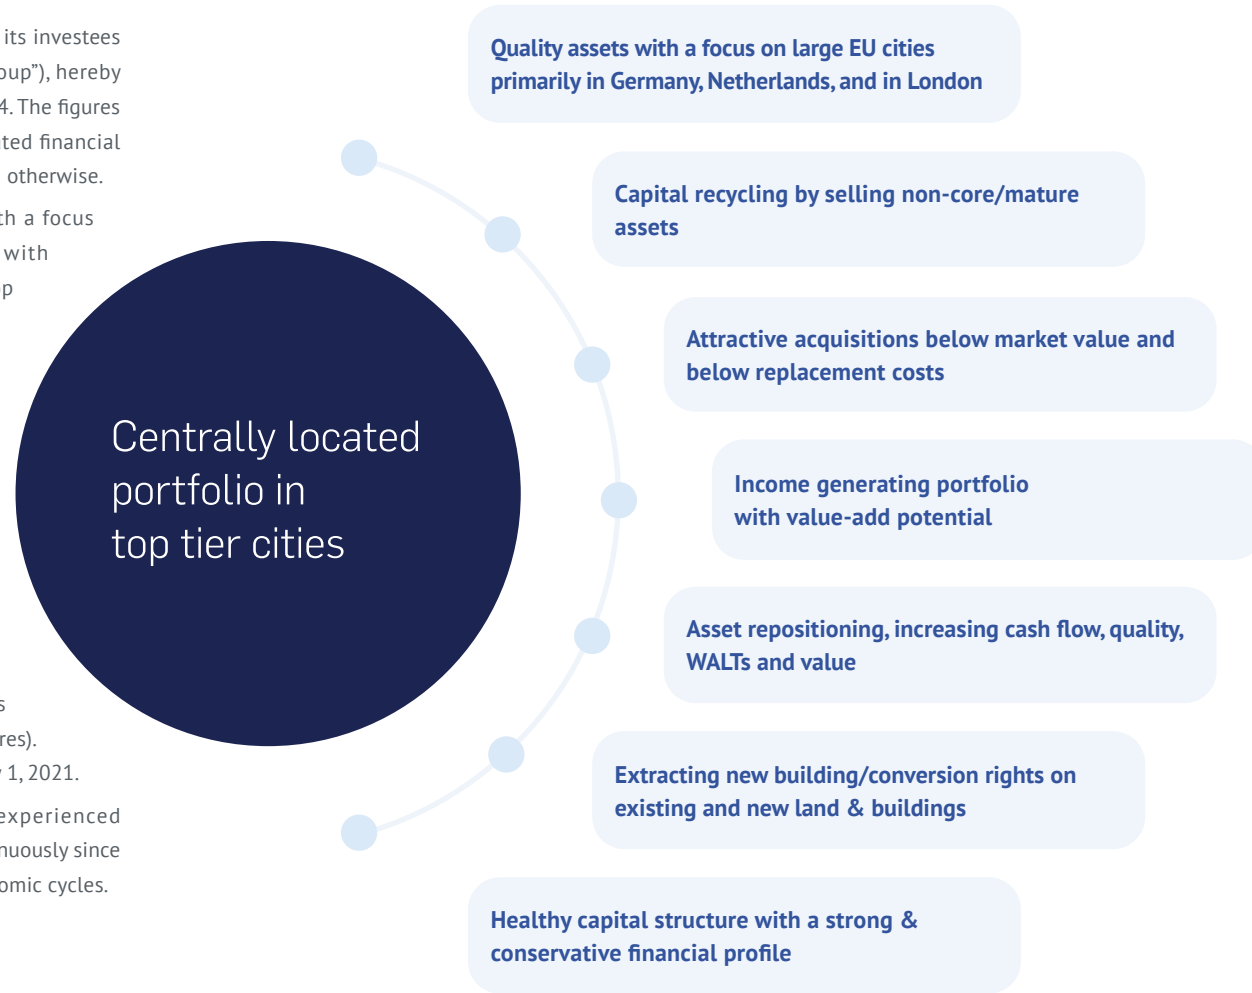 its investees
oup”), hereby
4. The figures
ted financial
otherwise.
th a focus
with
p
s
res).
1, 2021.
experienced
nuously since
omic cycles.
Centrally located
portfolio in
top tier cities
Quality assets with a focus on large EU cities
primarily in Germany, Netherlands, and in London
Capital recycling by selling non-core/mature
assets
Attractive acquisitions below market value and
below replacement costs
Income generating portfolio
with value-add potential
Asset repositioning, increasing cash flow, quality,
WALTs and value
Extracting new building/conversion rights on
existing and new land & buildings
Healthy capital structure with a strong &
conservative financial profile